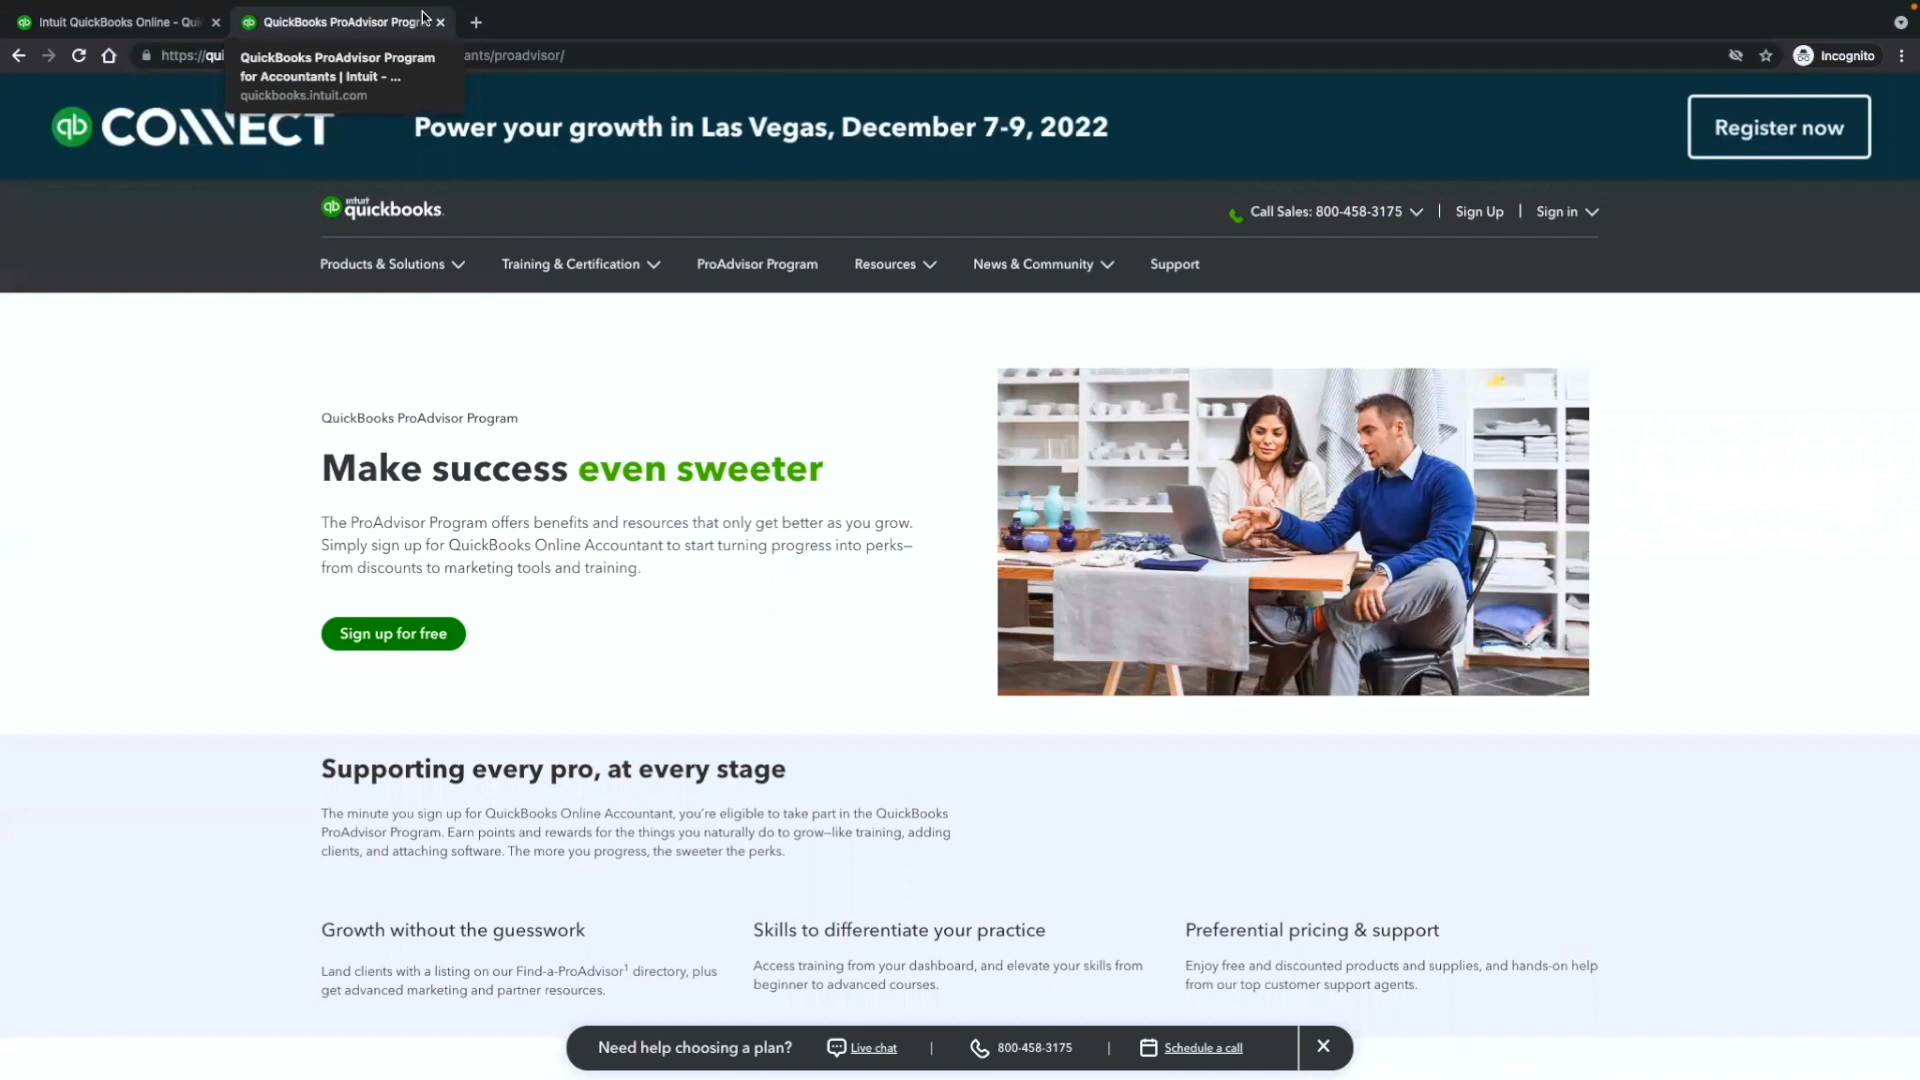 Intuit QuickBooks Online - Qui
QuickBooks ProAdvisor Progra
https://qui
ants/proadvisor/
Incognito
QuickBooks ProAdvisor Program
for Accountants | Intuit - ...
quickbooks.intuit.com
qb CONNECT
Power your growth in Las Vegas, December 7-9, 2022
Register now
qb intuit quickbooks.
Call Sales: 800-458-3175 | Sign Up | Sign in
Products & Solutions
Training & Certification
ProAdvisor Program
Resources
News & Community
Support
QuickBooks ProAdvisor Program
Make success even sweeter
The ProAdvisor Program offers benefits and resources that only get better as you grow.
Simply sign up for QuickBooks Online Accountant to start turning progress into perks—
from discounts to marketing tools and training.
Sign up for free
Supporting every pro, at every stage
The minute you sign up for QuickBooks Online Accountant, you're eligible to take part in the QuickBooks
ProAdvisor Program. Earn points and rewards for the things you naturally do to grow—like training, adding
clients, and attaching software. The more you progress, the sweeter the perks.
Growth without the guesswork
Land clients with a listing on our Find-a-ProAdvisor¹ directory, plus
get advanced marketing and partner resources.
Skills to differentiate your practice
Access training from your dashboard, and elevate your skills from
beginner to advanced courses.
Preferential pricing & support
Enjoy free and discounted products and supplies, and hands-on help
from our top customer support agents.
Need help choosing a plan? Live chat | 800-458-3175 | Schedule a call